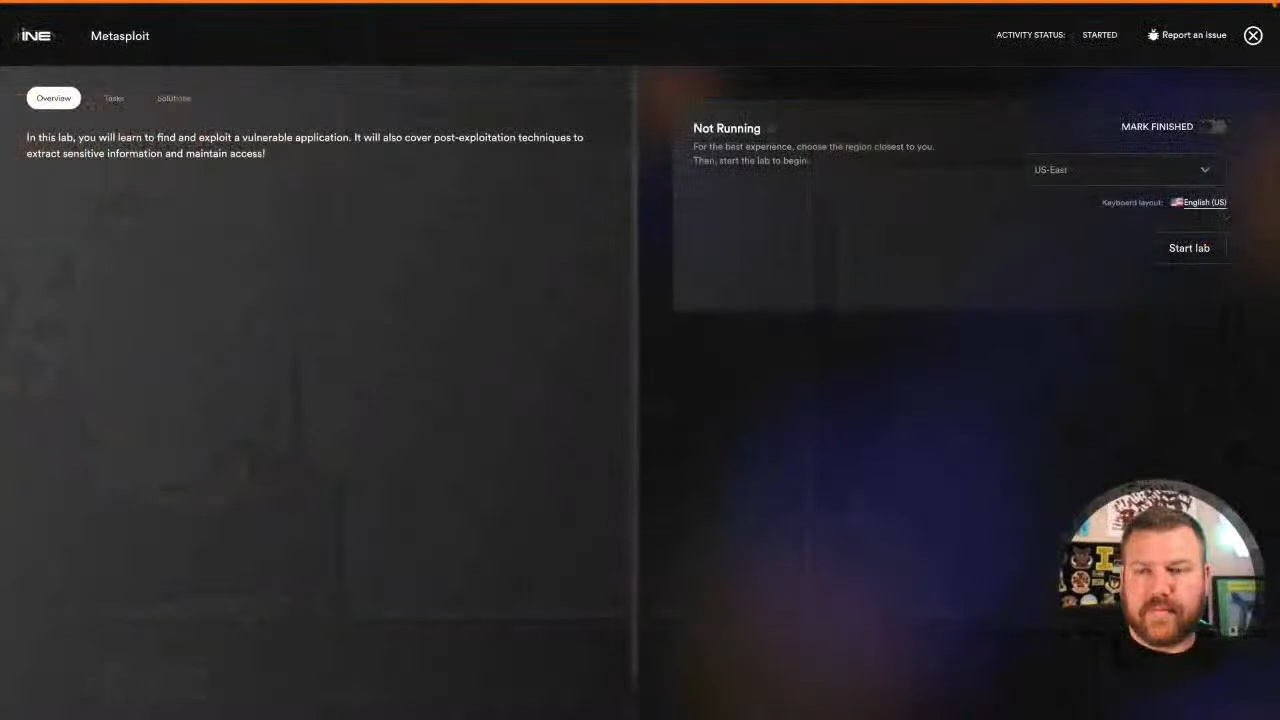 INE
Metasploit
ACTIVITY STATUS: STARTED
Report an issue
Overview
Tasks
Solutions
In this lab, you will learn to find and exploit a vulnerable application. It will also cover post-exploitation techniques to
extract sensitive information and maintain access!
Not Running
For the best experience, choose the region closest to you.
Then, start the lab to begin.
MARK FINISHED
US-East
Keyboard layout: English (US)
Start lab